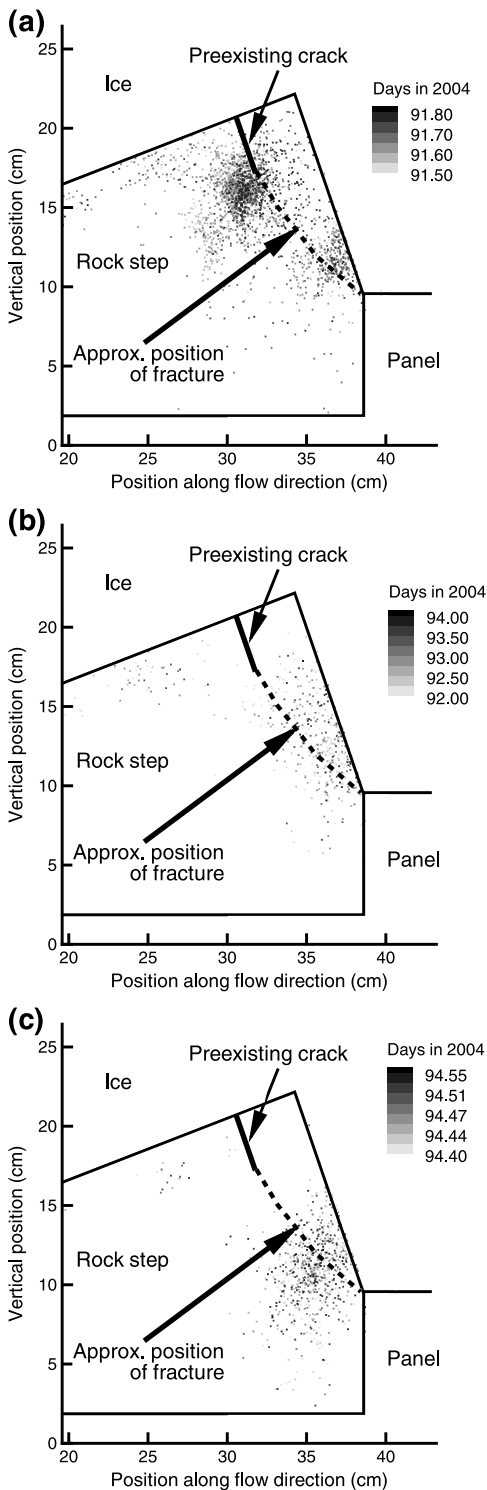 (a)
25
20
15
10
5
0
Vertical position (cm)
Ice
Preexisting crack
Days in 2004
91.80
91.70
91.60
91.50
Rock step
Approx. position
of fracture
Panel
20 25 30 35 40
Position along flow direction (cm)
(b)
25
20
15
10
5
0
Vertical position (cm)
Ice
Preexisting crack
Days in 2004
94.00
93.50
93.00
92.50
92.00
Rock step
Approx. position
of fracture
Panel
20 25 30 35 40
Position along flow direction (cm)
(c)
25
20
15
10
5
0
Vertical position (cm)
Ice
Preexisting crack
Days in 2004
94.55
94.51
94.47
94.44
94.40
Rock step
Approx. position
of fracture
Panel
20 25 30 35 40
Position along flow direction (cm)